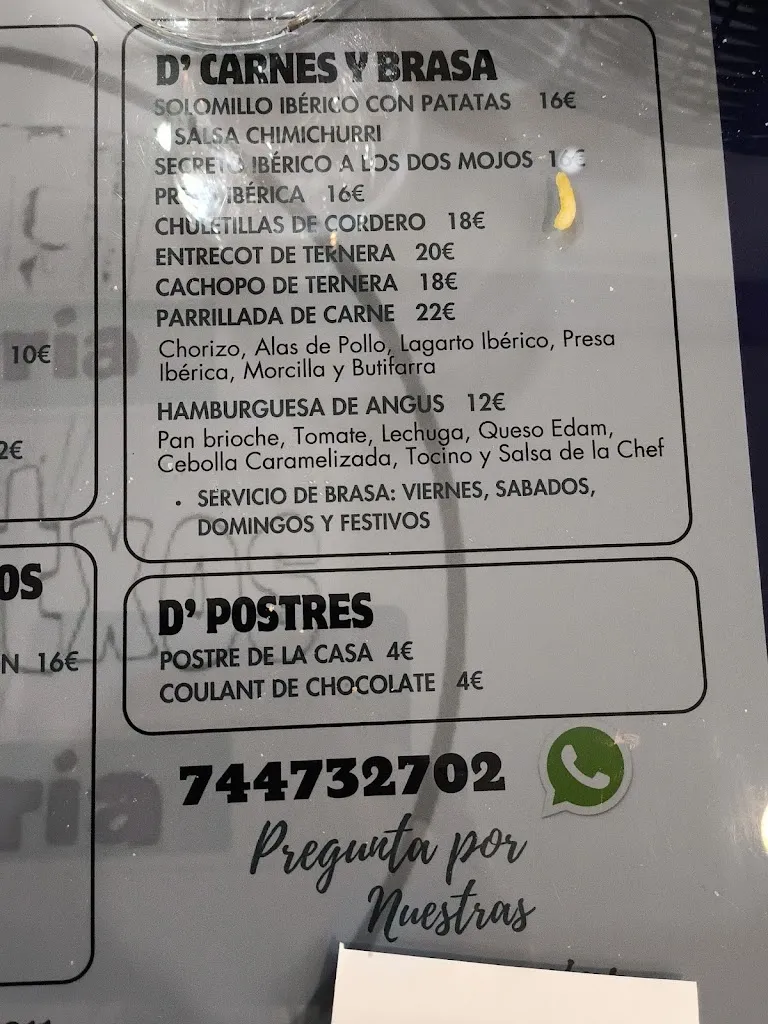 D' CARNES Y BRASA
SOLOMILLO IBÉRICO CON PATATAS 16€
SALSA CHIMICHURRI
SECRETO IBÉRICO A LOS DOS MOJOS
IBÉRICA 16€
CHULETILLAS DE CORDERO 18€
ENTRECOT DE TERNERA 20€
CACHOPO DE TERNERA 18€
PARRILLADA DE CARNE 22€
Chorizo, Alas de Pollo, Lagarto Ibérico, Presa
Ibérica, Morcilla y Butifarra
HAMBURGUESA DE ANGUS 12€
Pan brioche, Tomate, Lechuga, Queso Edam,
Cebolla Caramelizada, Tocino y Salsa de la Chef
. SERVICIO DE BRASA: VIERNES, SABADOS,
DOMINGOS Y FESTIVOS
D' POSTRES
POSTRE DE LA CASA 4€
COULANT DE CHOCOLATE 4€
744732702
Pregunta por
Nuestras
10€
2€
OS
N 16€
ria
ria